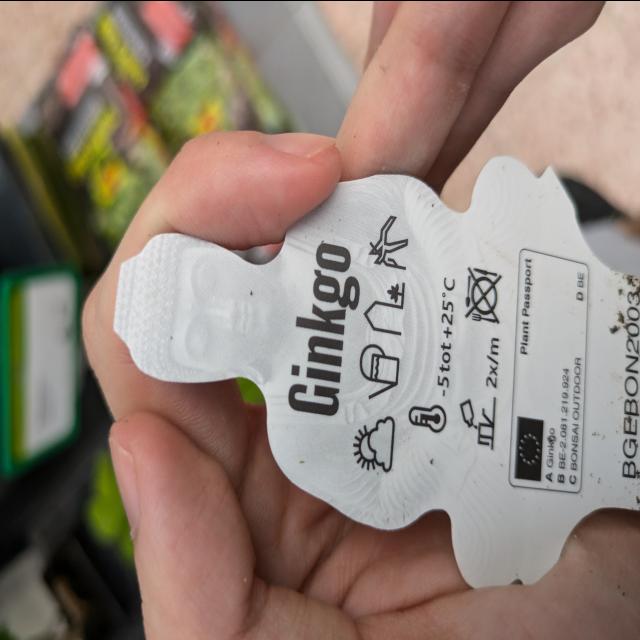 Ginkgo
-5 tot +25°C
2x/m
Plant Passport
A Ginkgo
B BE-2.081.219.924
C BONSAI OUTDOOR
D BE
BGEBON2003